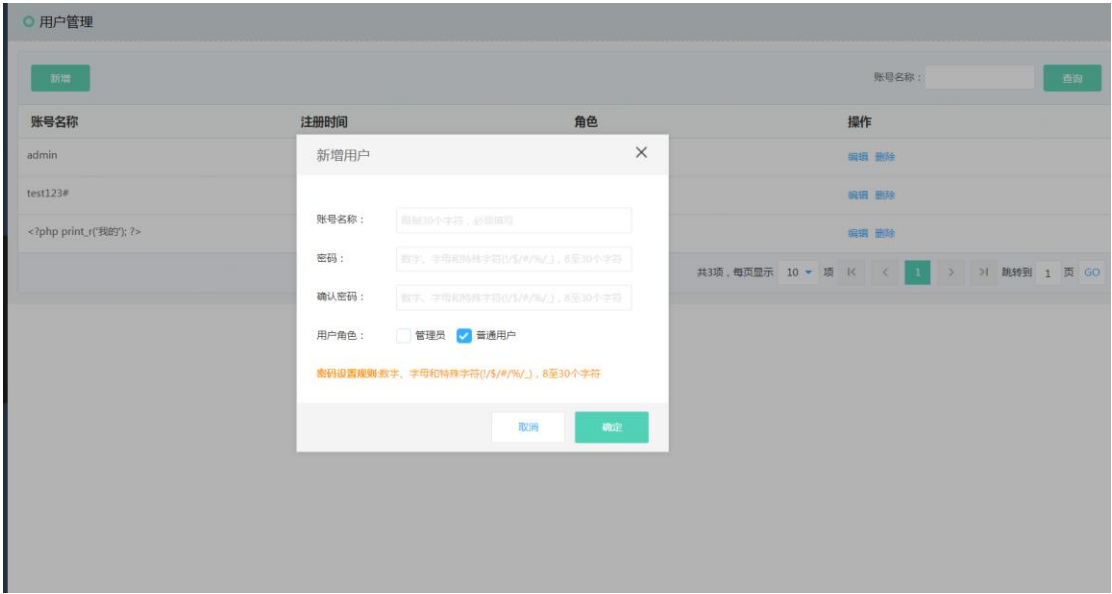 用户管理
新增
账号名称：
查询
账号名称 注册时间 角色 操作
admin 编辑 删除
test123# 编辑 删除
<?php print_r('我的'); ?> 编辑 删除
共3项，每页显示 10 项 1 跳转到 1 页 GO
新增用户
账号名称： 限制30个字符，必须填写
密码： 数字、字母和特殊字符(!/$/#/%/_)，8至30个字符
确认密码： 数字、字母和特殊字符(!/$/#/%/_)，8至30个字符
用户角色： 管理员 普通用户
密码设置规则:数字、字母和特殊字符(!/$/#/%/_)，8至30个字符
取消 确定